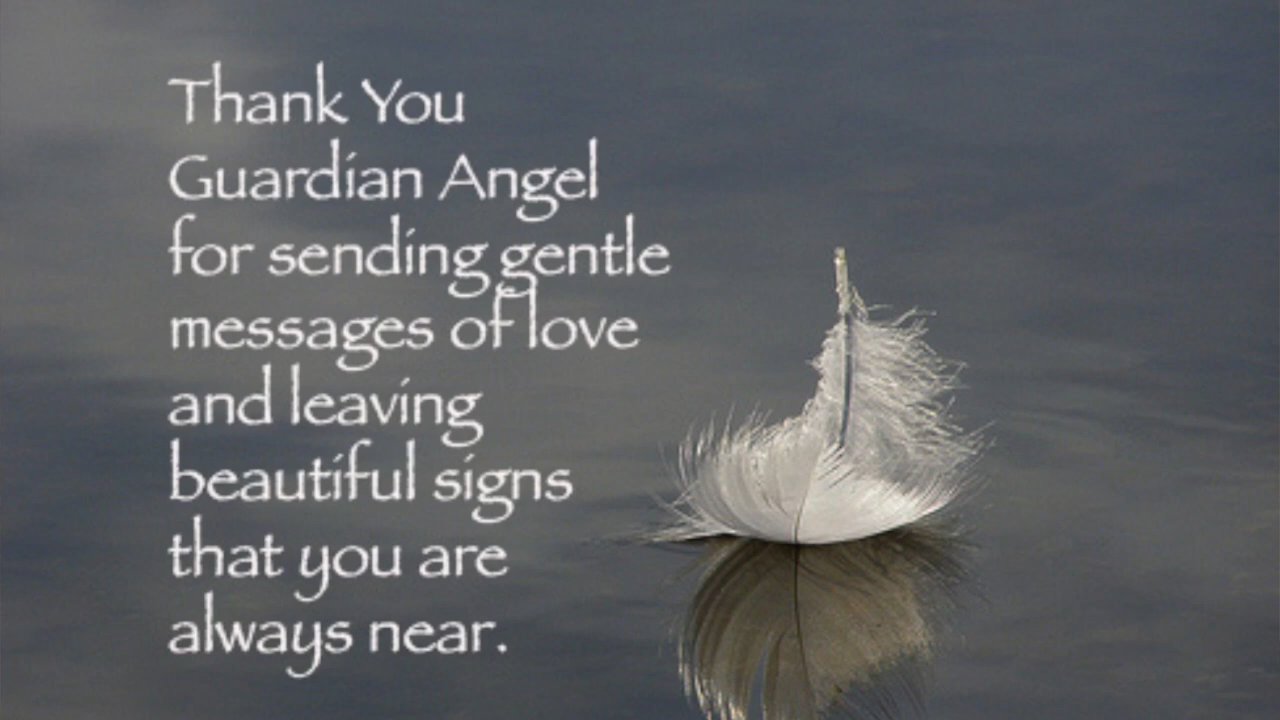 Thank You
Guardian Angel
for sending gentle
messages of love
and leaving
beautiful signs
that you are
always near.